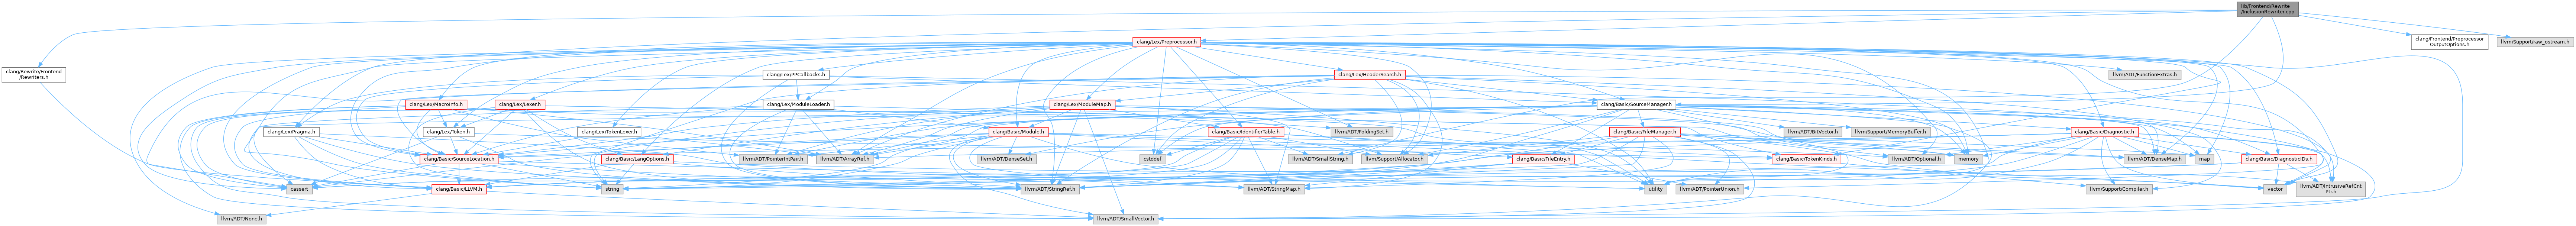 lib/Frontend/Rewrite
/InclusionRewriter.cpp
clang/Rewrite/Frontend
/Rewriters.h
clang/Lex/Preprocessor.h
clang/Frontend/Preprocessor
OutputOptions.h
llvm/Support/raw_ostream.h
clang/Lex/PPCallbacks.h
clang/Lex/HeaderSearch.h
llvm/ADT/FunctionExtras.h
clang/Lex/MacroInfo.h
clang/Lex/Lexer.h
clang/Lex/ModuleLoader.h
clang/Lex/ModuleMap.h
clang/Basic/SourceManager.h
clang/Lex/Pragma.h
clang/Lex/Token.h
clang/Lex/TokenLexer.h
llvm/ADT/FoldingSet.h
clang/Basic/Module.h
clang/Basic/IdentifierTable.h
clang/Basic/FileManager.h
llvm/ADT/BitVector.h
llvm/Support/MemoryBuffer.h
clang/Basic/Diagnostic.h
clang/Basic/SourceLocation.h
clang/Basic/LangOptions.h
llvm/ADT/PointerIntPair.h
llvm/ADT/ArrayRef.h
llvm/ADT/DenseSet.h
cstddef
llvm/ADT/SmallString.h
llvm/Support/Allocator.h
clang/Basic/FileEntry.h
clang/Basic/TokenKinds.h
llvm/ADT/Optional.h
memory
llvm/ADT/DenseMap.h
map
clang/Basic/DiagnosticIDs.h
cassert
clang/Basic/LLVM.h
string
llvm/ADT/StringRef.h
llvm/ADT/StringMap.h
utility
llvm/ADT/PointerUnion.h
llvm/Support/Compiler.h
vector
llvm/ADT/IntrusiveRefCnt
Ptr.h
llvm/ADT/None.h
llvm/ADT/SmallVector.h